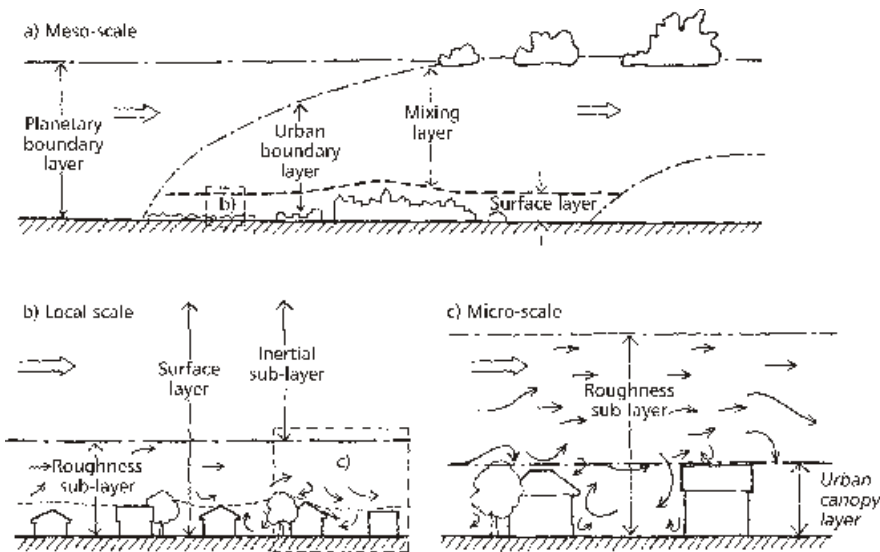 a) Meso-scale
Planetary
boundary
layer
Urban
boundary
layer
Mixing
layer
b)
Surface layer
b) Local scale
Surface
layer
Inertial
sub-layer
Roughness
sub-layer
c)
c) Micro-scale
Roughness
sub layer
Urban
canopy
layer